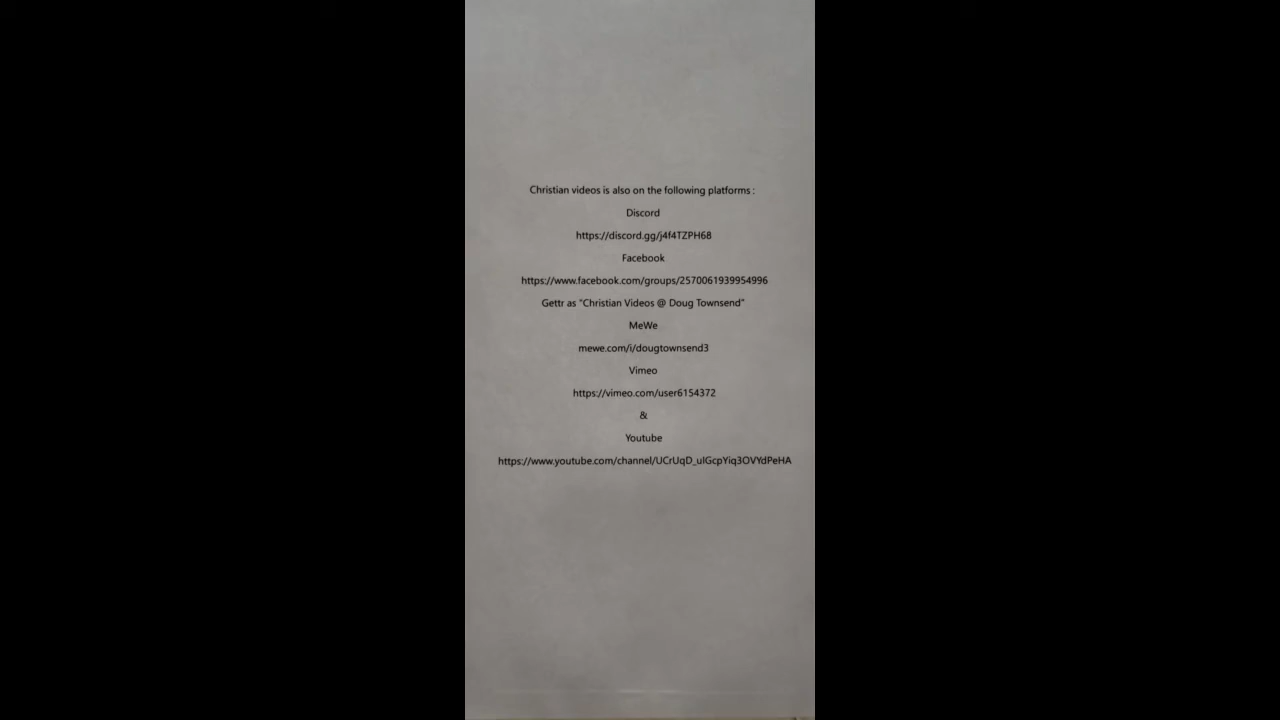 Christian videos is also on the following platforms :
Discord
https://discord.gg/j4f4TZPH68
Facebook
https://www.facebook.com/groups/2570061939954996
Gettr as "Christian Videos @ Doug Townsend"
MeWe
mewe.com/i/dougtownsend3
Vimeo
https://vimeo.com/user6154372
&
Youtube
https://www.youtube.com/channel/UCrUqD_uIGcpYiq3OVYdPeHA